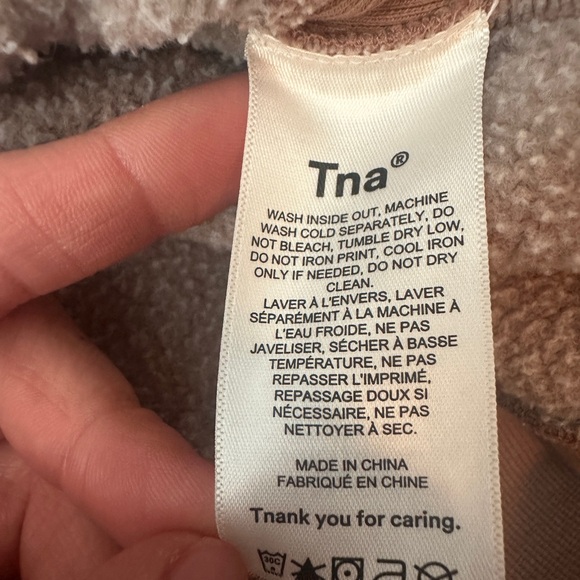 Tna®
WASH INSIDE OUT, MACHINE
WASH COLD SEPARATELY, DO
NOT BLEACH, TUMBLE DRY LOW,
DO NOT IRON PRINT, COOL IRON
ONLY IF NEEDED, DO NOT DRY
CLEAN.
LAVER À L'ENVERS, LAVER
SÉPARÉMENT À LA MACHINE À
L'EAU FROIDE, NE PAS
JAVELISER, SÉCHER À BASSE
TEMPÉRATURE, NE PAS
REPASSER L'IMPRIMÉ,
REPASSAGE DOUX SI
NÉCESSAIRE, NE PAS
NETTOYER À SEC.
MADE IN CHINA
FABRIQUÉ EN CHINE
Tnank you for caring.
30C